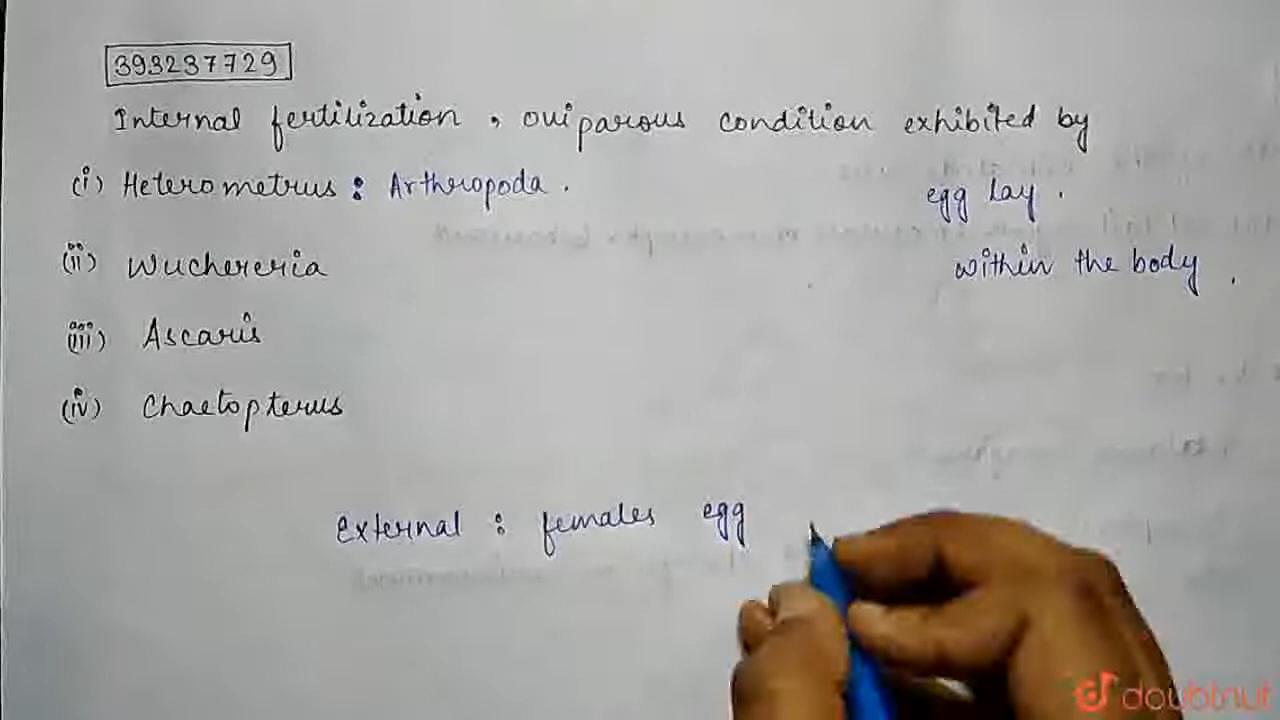 393237729
Internal fertilization, oviparous condition exhibited by
(i) Heterometrus : Arthropoda.
egg lay.
(ii) Wuchereria
within the body.
(iii) Ascaris
(iv) Chaetopterus
External : females egg
doubtnut